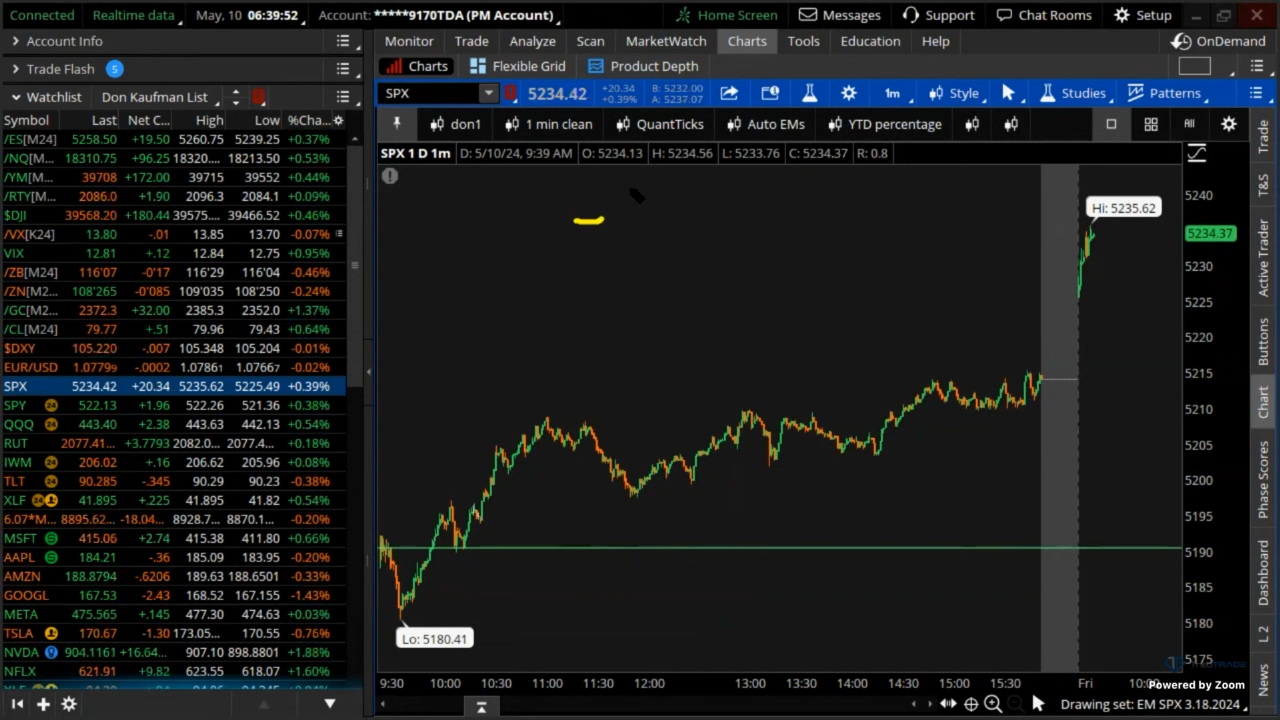 Connected Realtime data May, 10 06:39:52 Account: *****9170TDA (PM Account) Home Screen Messages Support Chat Rooms Setup
Account Info Monitor Trade Analyze Scan MarketWatch Charts Tools Education Help OnDemand
Trade Flash 5 Charts Flexible Grid Product Depth
Watchlist Don Kaufman List SPX 5234.42 +20.34 +0.39% B: 5232.00 A: 5237.07 1m Style Studies Patterns
don1 1 min clean QuantTicks Auto EMs YTD percentage All
SPX 1 D 1m D: 5/10/24, 9:39 AM O: 5234.13 H: 5234.56 L: 5233.76 C: 5234.37 R: 0.8
Symbol Last Net C... High Low %Cha...
/ES[M24] 5258.50 +19.50 5260.75 5239.25 +0.37%
/NQ[M... 18310.75 +96.25 18320.... 18213.50 +0.53%
/YM[M... 39708 +172.00 39715 39552 +0.44%
/RTY[M... 2086.0 +1.90 2096.3 2084.1 +0.09%
$DJI 39568.20 +180.44 39575.... 39466.52 +0.46%
/VX[K24] 13.80 -.01 13.85 13.70 -0.07%
VIX 12.81 +.12 12.84 12.75 +0.95%
/ZB[M24] 116'07 -0'17 116'29 116'04 -0.46%
/ZN[M2... 108'265 -0'085 109'035 108'250 -0.24%
/GC[M2... 2372.3 +32.00 2385.3 2352.0 +1.37%
/CL[M24] 79.77 +.51 79.96 79.43 +0.64%
$DXY 105.220 -.007 105.348 105.204 -0.01%
EUR/USD 1.07799 -.0002 1.07861 1.07667 -0.02%
SPX 5234.42 +20.34 5235.62 5225.49 +0.39%
SPY 24 522.13 +1.96 522.26 521.36 +0.38%
QQQ 24 443.40 +2.38 443.63 442.13 +0.54%
RUT 2077.41... +3.7793 2082.0... 2077.4... +0.18%
IWM 24 206.02 +.16 206.62 205.96 +0.08%
TLT 24 90.285 -.345 90.29 90.23 -0.38%
XLF 24 41.895 +.225 41.895 41.82 +0.54%
6.07*M... 8895.62... -18.04... 8928.7... 8870.1... -0.20%
MSFT 415.06 +2.74 415.38 411.80 +0.66%
AAPL 184.21 -.36 185.09 183.95 -0.20%
AMZN 188.8794 -.6206 189.63 188.6501 -0.33%
GOOGL 167.53 -2.43 168.52 167.155 -1.43%
META 475.565 +.145 477.30 474.63 +0.03%
TSLA 170.67 -1.30 173.05... 170.55 -0.76%
NVDA 904.1161 +16.64... 907.10 898.8801 +1.88%
NFLX 621.91 +9.82 623.55 618.07 +1.60%
Hi: 5235.62
Lo: 5180.41
5240
5234.37
5230
5225
5220
5215
5210
5205
5200
5195
5190
5185
5180
5175
9:30 10:00 10:30 11:00 11:30 12:00 13:00 13:30 14:00 14:30 15:00 15:30 Fri
Powered by Zoom
Drawing set: EM SPX 3.18.2024
Trade
T&S
Active Trader
Buttons
Chart
Phase Scores
Dashboard
L 2
News